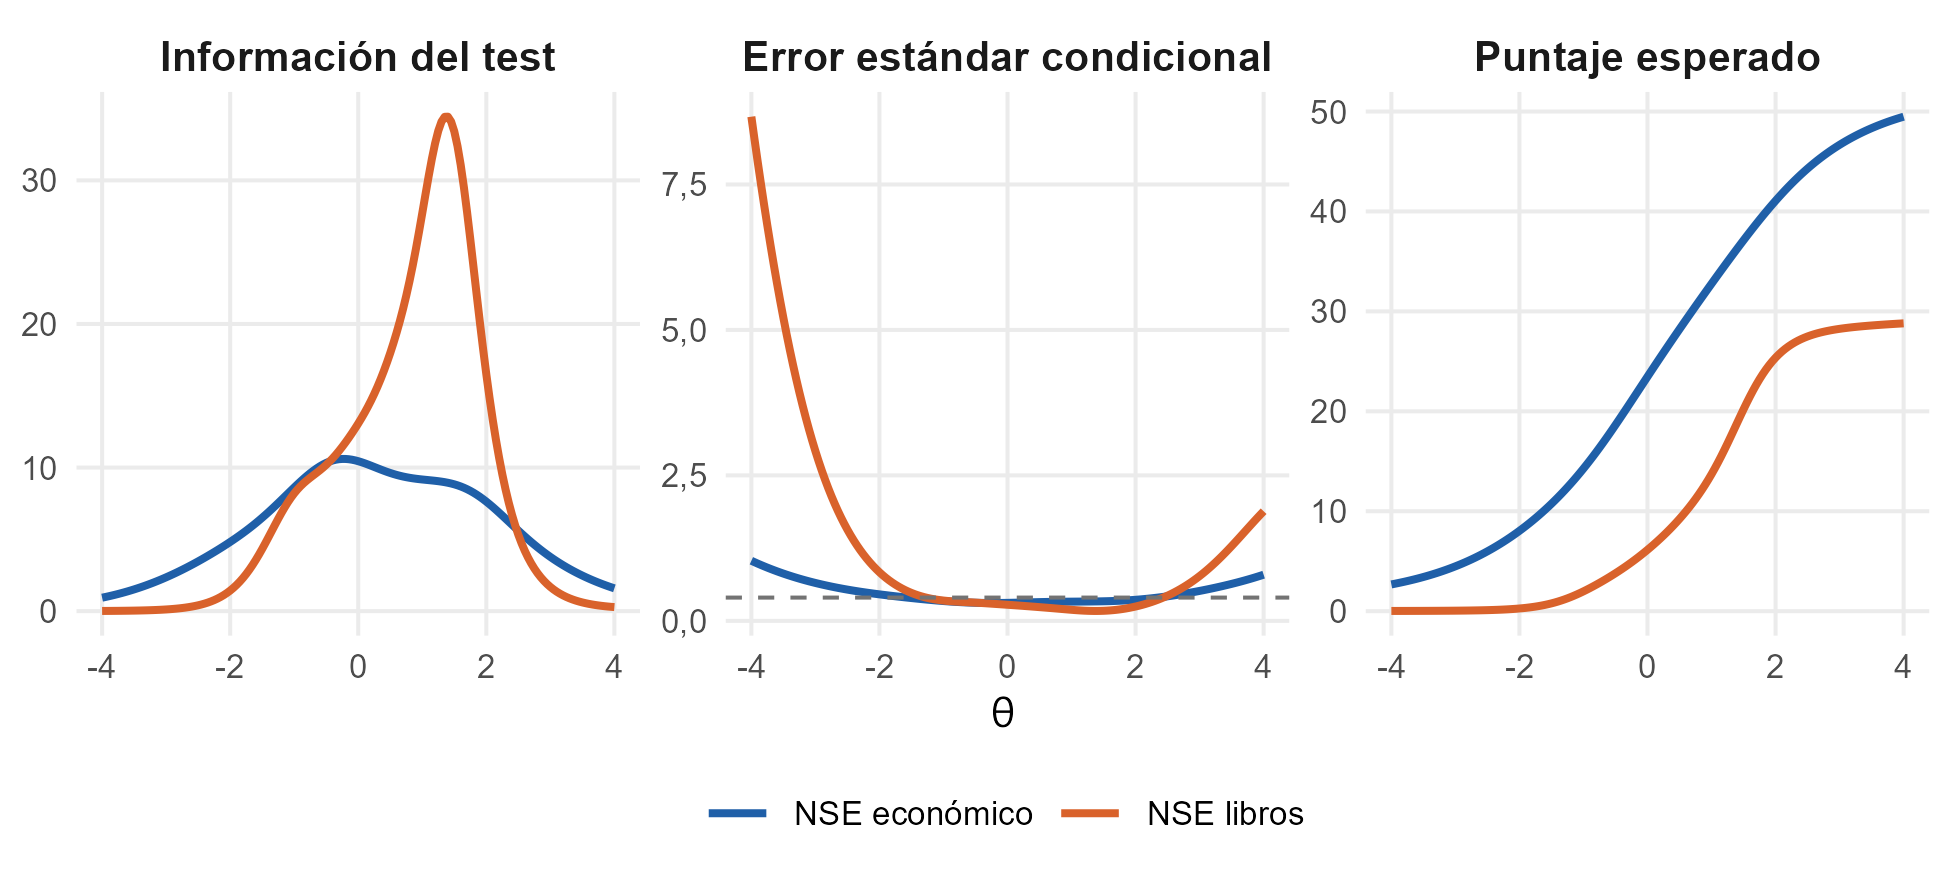 Información del test
Error estándar condicional
Puntaje esperado
30
20
10
0
-4 -2 0 2 4
7,5
5,0
2,5
0,0
-4 -2 0 2 4
50
40
30
20
10
0
-4 -2 0 2 4
θ
NSE económico NSE libros